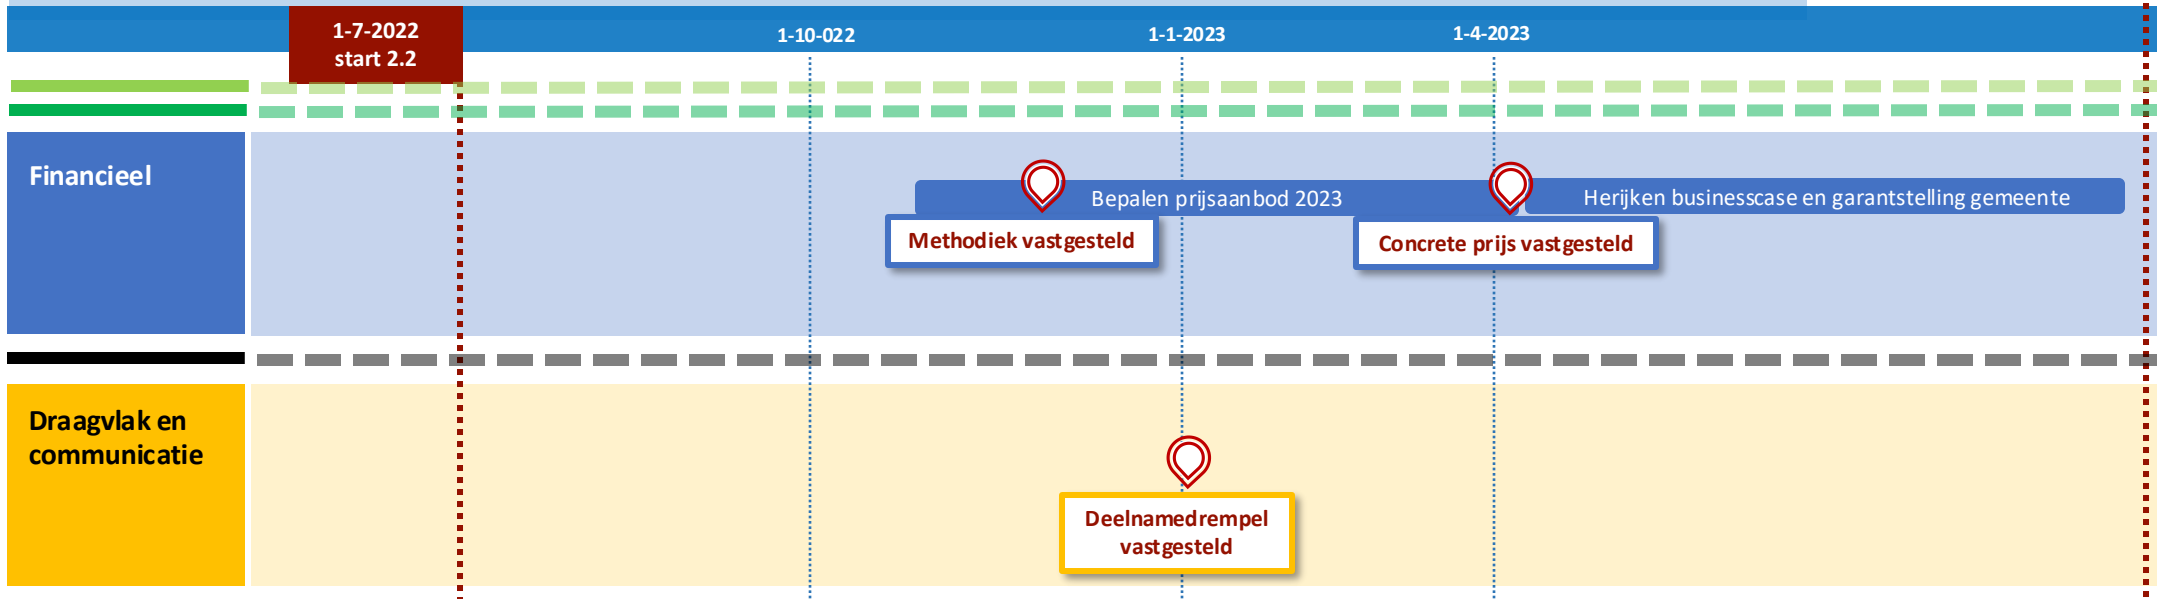 1-7-2022
start 2.2
1-10-022
1-1-2023
1-4-2023
Financieel
Bepalen prijsaanbod 2023
Herijken businesscase en garantstelling gemeente
Methodiek vastgesteld
Concrete prijs vastgesteld
Draagvlak en
communicatie
Deelnamedrempel
vastgesteld